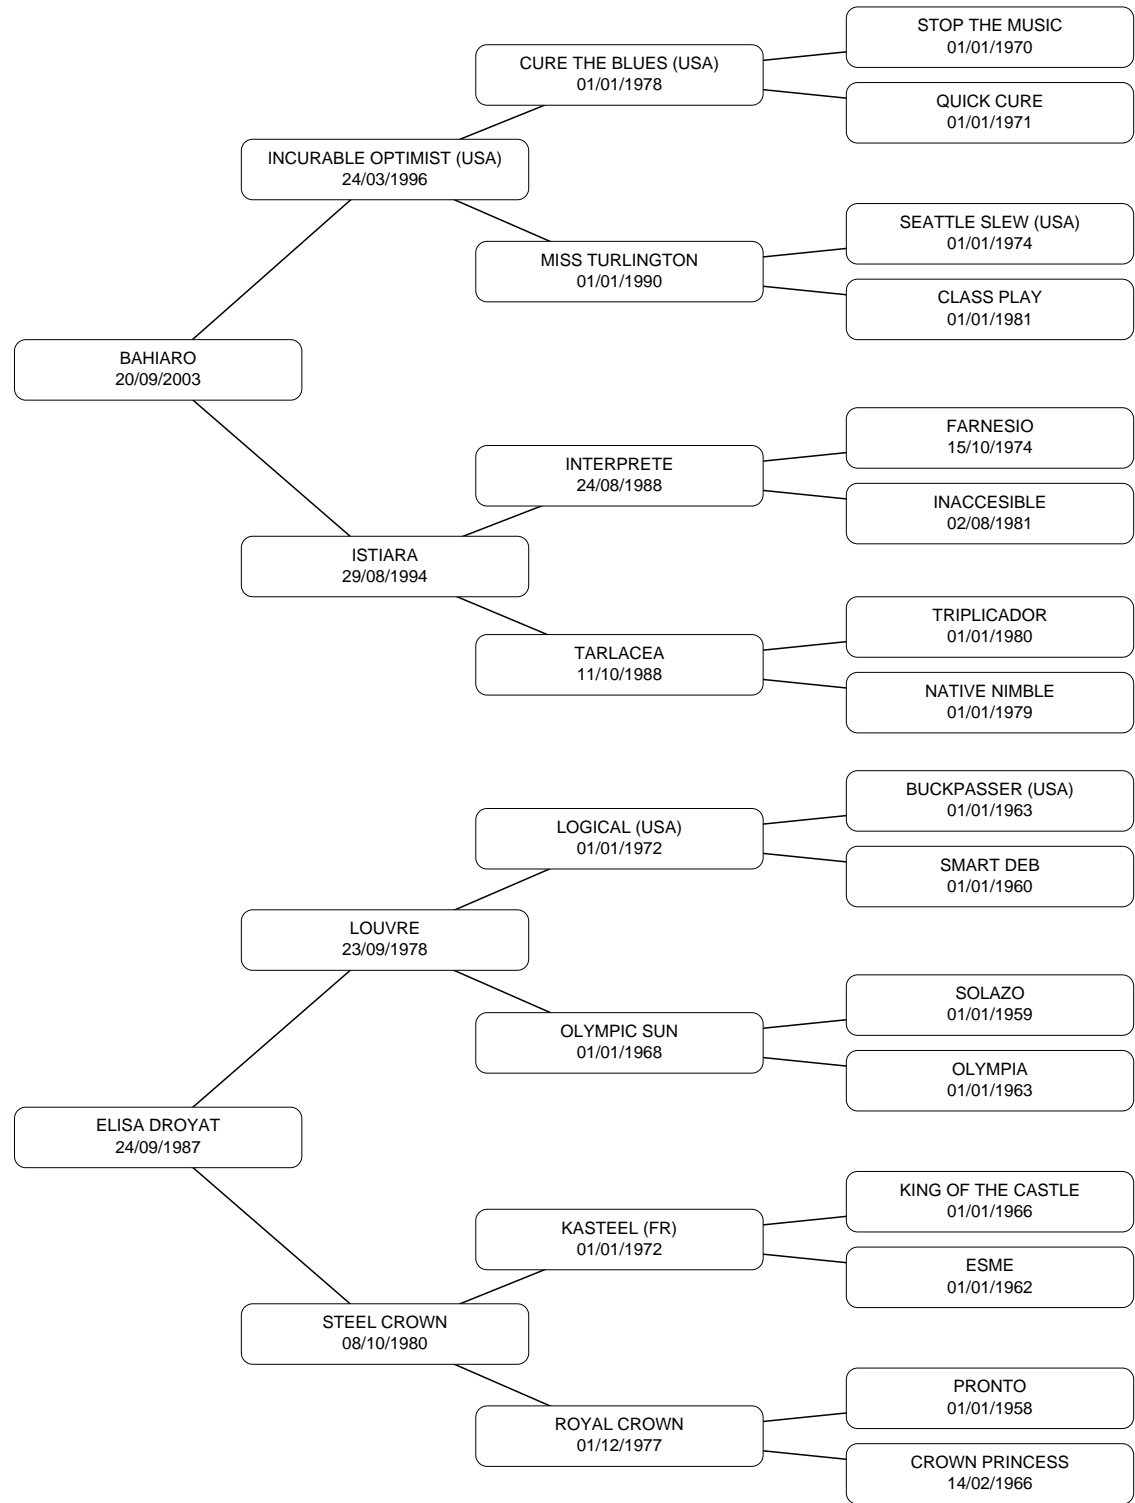 STOP THE MUSIC
01/01/1970
CURE THE BLUES (USA)
01/01/1978
QUICK CURE
01/01/1971
INCURABLE OPTIMIST (USA)
24/03/1996
SEATTLE SLEW (USA)
01/01/1974
MISS TURLINGTON
01/01/1990
CLASS PLAY
01/01/1981
BAHIARO
20/09/2003
FARNESIO
15/10/1974
INTERPRETE
24/08/1988
INACCESIBLE
02/08/1981
ISTIARA
29/08/1994
TRIPLICADOR
01/01/1980
TARLACEA
11/10/1988
NATIVE NIMBLE
01/01/1979
BUCKPASSER (USA)
01/01/1963
LOGICAL (USA)
01/01/1972
SMART DEB
01/01/1960
LOUVRE
23/09/1978
SOLAZO
01/01/1959
OLYMPIC SUN
01/01/1968
OLYMPIA
01/01/1963
ELISA DROYAT
24/09/1987
KING OF THE CASTLE
01/01/1966
KASTEEL (FR)
01/01/1972
ESME
01/01/1962
STEEL CROWN
08/10/1980
PRONTO
01/01/1958
ROYAL CROWN
01/12/1977
CROWN PRINCESS
14/02/1966